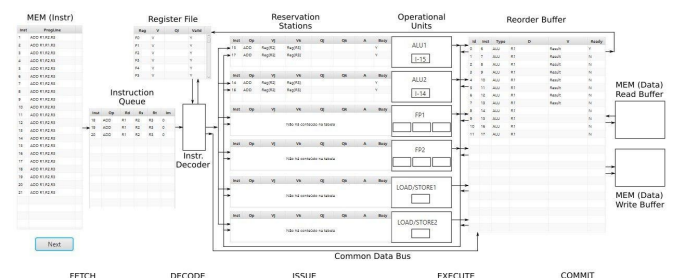 MEM (Instr)
Inst ProgLine
1 ADD R1,R2,R3
2 ADD R1,R2,R3
3 ADD R1,R2,R3
4 ADD R1,R2,R3
5 ADD R1,R2,R3
6 ADD R1,R2,R3
7 ADD R1,R2,R3
8 ADD R1,R2,R3
9 ADD R1,R2,R3
10 ADD R1,R2,R3
11 ADD R1,R2,R3
12 ADD R1,R2,R3
13 ADD R1,R2,R3
14 ADD R1,R2,R3
15 ADD R1,R2,R3
16 ADD R1,R2,R3
17 ADD R1,R2,R3
18 ADD R1,R2,R3
19 ADD R1,R2,R3
20 ADD R1,R2,R3
21 ADD R1,R2,R3
Next
Register File
Reg V Qi Valid
Y
Y
Y
Y
Y
Y
Instruction
Queue
Inst Op Rd Rs Rt Im
18 ADD R1 R2 R3 0
19 ADD R1 R2 R3 0
20 ADD R1 R2 R3 0
Instr.
Decoder
Reservation
Stations
Inst Op Vj Vk Qj Qk A Busy
15 ADD Reg[R2] Reg[R3] Y
ADD Reg[R2] Reg[R3] Y
Inst Op Vj Vk Qj Qk A Busy
14 ADD Reg[R2] Reg[R3] Y
16 ADD Reg[R2] Reg[R3] Y
Inst Op Vj Vk Qj Qk A Busy
Não há conteúdo na tabela
Inst Op Vj Vk Qj Qk A Busy
Não há conteúdo na tabela
Inst Op Vj Vk Qj Qk A Busy
Não há conteúdo na tabela
Inst Op Vj Vk Qj Qk A Busy
Não há conteúdo na tabela
Operational
Units
ALU1
I-15
ALU2
I-14
FP1
FP2
LOAD/STORE1
LOAD/STORE2
Common Data Bus
Reorder Buffer
Id Inst Type D V Ready
0 6 ALU R1 Result Y
1 7 ALU R1 Result N
2 8 ALU R1 Result N
3 9 ALU R1 Result N
4 10 ALU R1 Result N
5 11 ALU R1 Result N
6 12 ALU R1 Result N
7 13 ALU R1 Result N
8 14 ALU R1 N
9 15 ALU R1 N
10 16 ALU R1 N
11 17 ALU R1 N
MEM (Data)
Read Buffer
MEM (Data)
Write Buffer
FETCH DECODE ISSUE EXECUTE COMMIT